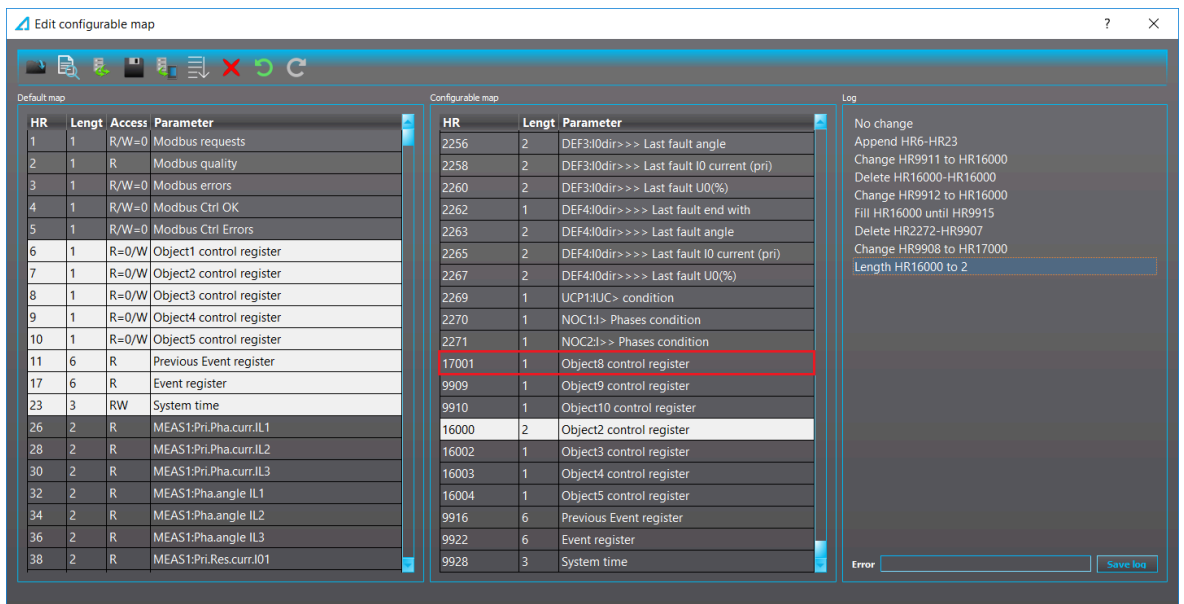 Edit configurable map
? ×
Default map
HR Lengt Access Parameter
1 1 R/W=0 Modbus requests
2 1 R Modbus quality
3 1 R/W=0 Modbus errors
4 1 R/W=0 Modbus Ctrl OK
5 1 R/W=0 Modbus Ctrl Errors
6 1 R=0/W Object1 control register
7 1 R=0/W Object2 control register
8 1 R=0/W Object3 control register
9 1 R=0/W Object4 control register
10 1 R=0/W Object5 control register
11 6 R Previous Event register
17 6 R Event register
23 3 RW System time
26 2 R MEAS1:Pri.Pha.curr.IL1
28 2 R MEAS1:Pri.Pha.curr.IL2
30 2 R MEAS1:Pri.Pha.curr.IL3
32 2 R MEAS1:Pha.angle IL1
34 2 R MEAS1:Pha.angle IL2
36 2 R MEAS1:Pha.angle IL3
38 2 R MEAS1:Pri.Res.curr.I01
Configurable map
HR Lengt Parameter
2256 2 DEF3:I0dir>>> Last fault angle
2258 2 DEF3:I0dir>>> Last fault I0 current (pri)
2260 2 DEF3:I0dir>>> Last fault U0(%)
2262 1 DEF4:I0dir>>>> Last fault end with
2263 2 DEF4:I0dir>>>> Last fault angle
2265 2 DEF4:I0dir>>>> Last fault I0 current (pri)
2267 2 DEF4:I0dir>>>> Last fault U0(%)
2269 1 UCP1:IUC> condition
2270 1 NOC1:I> Phases condition
2271 1 NOC2:I>> Phases condition
17001 1 Object8 control register
9909 1 Object9 control register
9910 1 Object10 control register
16000 2 Object2 control register
16002 1 Object3 control register
16003 1 Object4 control register
16004 1 Object5 control register
9916 6 Previous Event register
9922 6 Event register
9928 3 System time
Log
No change
Append HR6-HR23
Change HR9911 to HR16000
Delete HR16000-HR16000
Change HR9912 to HR16000
Fill HR16000 until HR9915
Delete HR2272-HR9907
Change HR9908 to HR17000
Length HR16000 to 2
Error
Save log